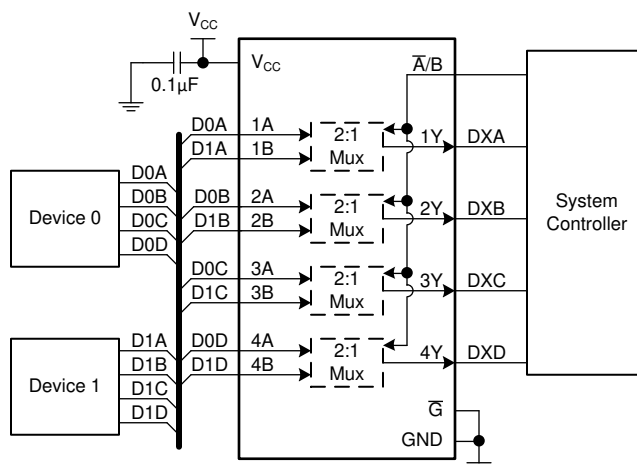 VCC
0.1µF
VCC
A̅/B
D0A 1A
D1A 1B
2:1
Mux
1Y DXA
D0B 2A
D1B 2B
2:1
Mux
2Y DXB
D0C 3A
D1C 3B
2:1
Mux
3Y DXC
D0D 4A
D1D 4B
2:1
Mux
4Y DXD
G̅
GND
Device 0
D0A
D0B
D0C
D0D
Device 1
D1A
D1B
D1C
D1D
System
Controller